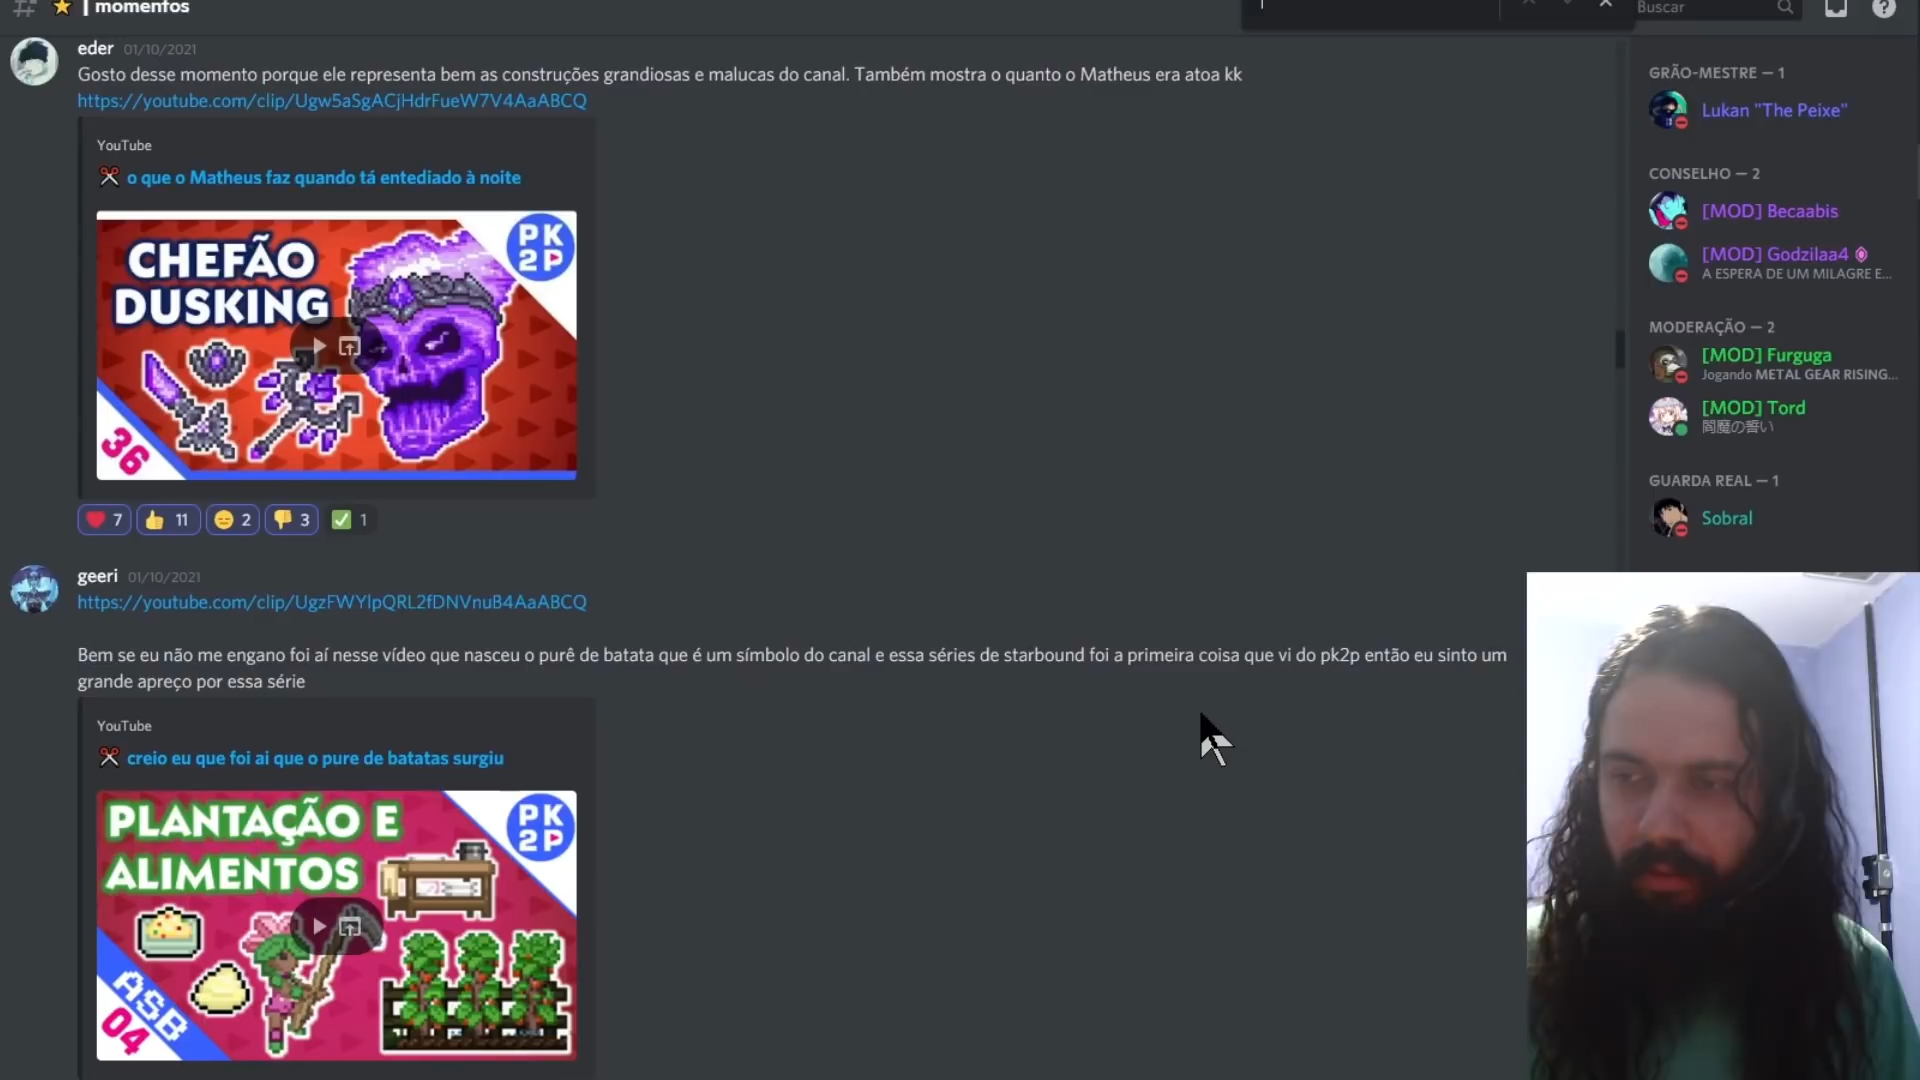 | momentos
Buscar
eder 01/10/2021
Gosto desse momento porque ele representa bem as construções grandiosas e malucas do canal. Também mostra o quanto o Matheus era atoa kk
https://youtube.com/clip/Ugw5aSgACjHdrFueW7V4AaABCQ
YouTube
o que o Matheus faz quando tá entediado à noite
CHEFÃO
DUSKING
PK
2P
36
7 11 2 3 1
geeri 01/10/2021
https://youtube.com/clip/UgzFWYlpQRL2fDNVnuB4AaABCQ
Bem se eu não me engano foi aí nesse vídeo que nasceu o purê de batata que é um símbolo do canal e essa séries de starbound foi a primeira coisa que vi do pk2p então eu sinto um
grande apreço por essa série
YouTube
creio eu que foi ai que o pure de batatas surgiu
PLANTAÇÃO E
ALIMENTOS
PK
2P
ASB
04
GRÃO-MESTRE — 1
Lukan "The Peixe"
CONSELHO — 2
[MOD] Becaabis
[MOD] Godzilaa4
A ESPERA DE UM MILAGRE E...
MODERAÇÃO — 2
[MOD] Furguga
Jogando METAL GEAR RISING...
[MOD] Tord
閻魔の誓い
GUARDA REAL — 1
Sobral